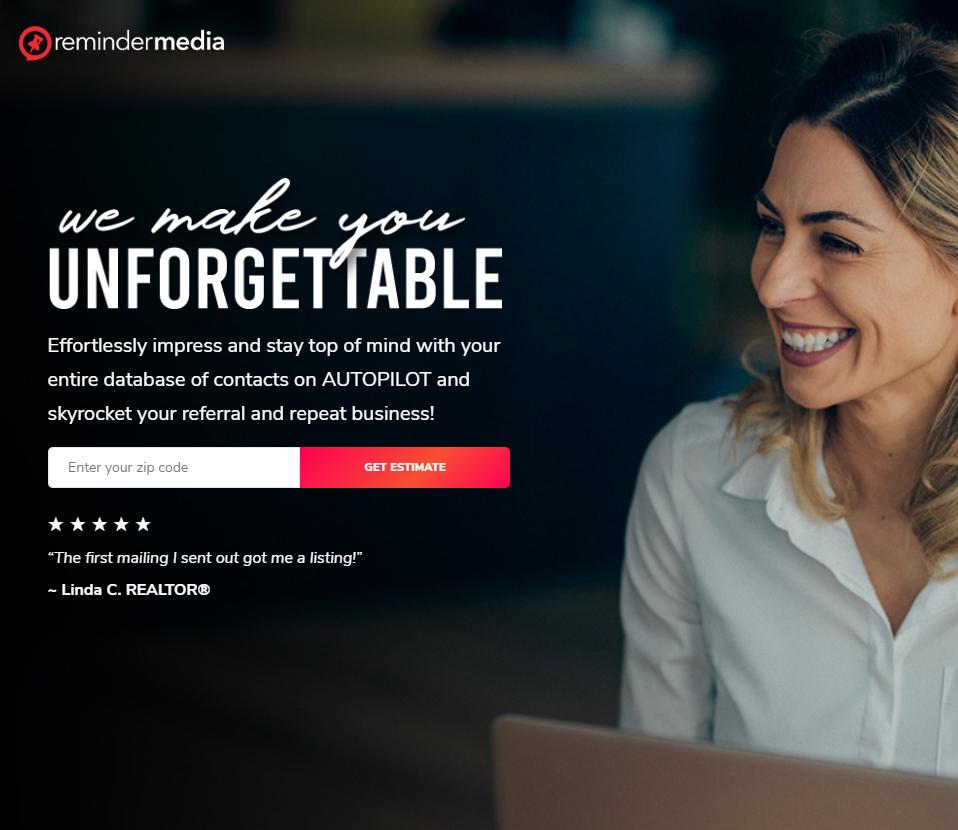 remindermedia
we make you
UNFORGETTABLE
Effortlessly impress and stay top of mind with your
entire database of contacts on AUTOPILOT and
skyrocket your referral and repeat business!
Enter your zip code
GET ESTIMATE
“The first mailing I sent out got me a listing!”
~ Linda C. REALTOR®